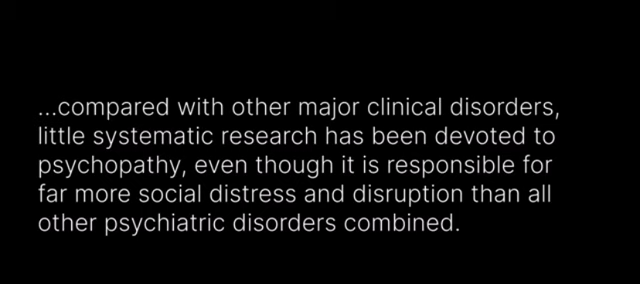 ...compared with other major clinical disorders,
little systematic research has been devoted to
psychopathy, even though it is responsible for
far more social distress and disruption than all
other psychiatric disorders combined.